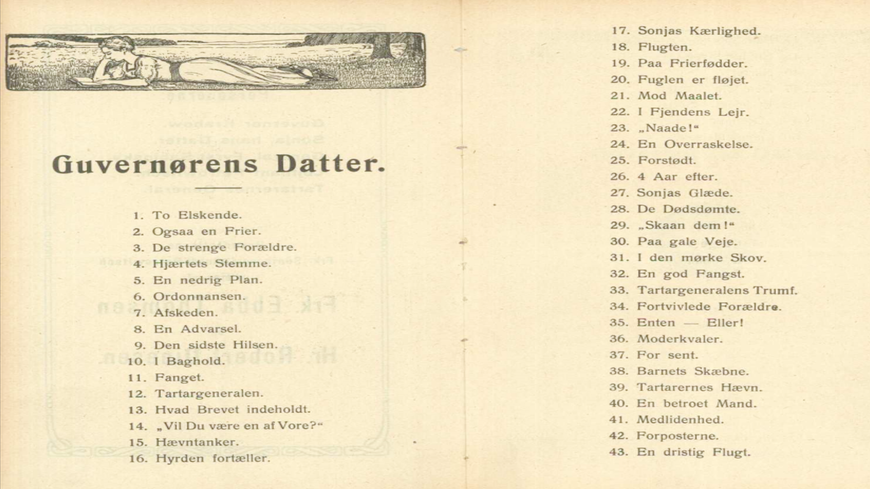 Guvernørens Datter.
1. To Elskende.
2. Ogsaa en Frier.
3. De strenge Forældre.
4. Hjærtets Stemme.
5. En nedrig Plan.
6. Ordonnansen.
7. Afskeden.
8. En Advarsel.
9. Den sidste Hilsen.
10. I Baghold.
11. Fanget.
12. Tartargeneralen.
13. Hvad Brevet indeholdt.
14. „Vil Du være en af Vore?“
15. Hævntanker.
16. Hyrden fortæller.
17. Sonjas Kærlighed.
18. Flugten.
19. Paa Frierfødder.
20. Fuglen er fløjet.
21. Mod Maalet.
22. I Fjendens Lejr.
23. „Naade!“
24. En Overraskelse.
25. Forstødt.
26. 4 Aar efter.
27. Sonjas Glæde.
28. De Dødsdømte.
29. „Skaan dem!“
30. Paa gale Veje.
31. I den mørke Skov.
32. En god Fangst.
33. Tartargeneralens Trumf.
34. Fortvivlede Forældre.
35. Enten — Eller!
36. Moderkvaler.
37. For sent.
38. Barnets Skæbne.
39. Tartarernes Hævn.
40. En betroet Mand.
41. Medlidenhed.
42. Forposterne.
43. En dristig Flugt.